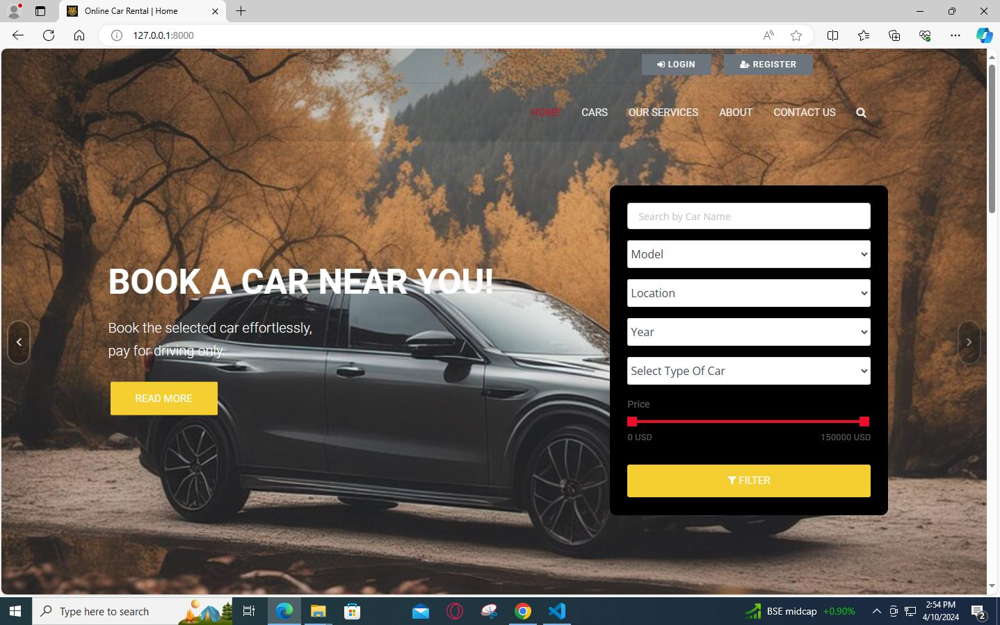 Online Car Rental | Home
127.0.0.1:8000
LOGIN
REGISTER
HOME CARS OUR SERVICES ABOUT CONTACT US
Search by Car Name
Model
Location
Year
Select Type Of Car
Price
0 USD 150000 USD
FILTER
BOOK A CAR NEAR YOU!
Book the selected car effortlessly,
pay for driving only.
READ MORE
Type here to search
BSE midcap +0.90%
2:54 PM
4/10/2024
2